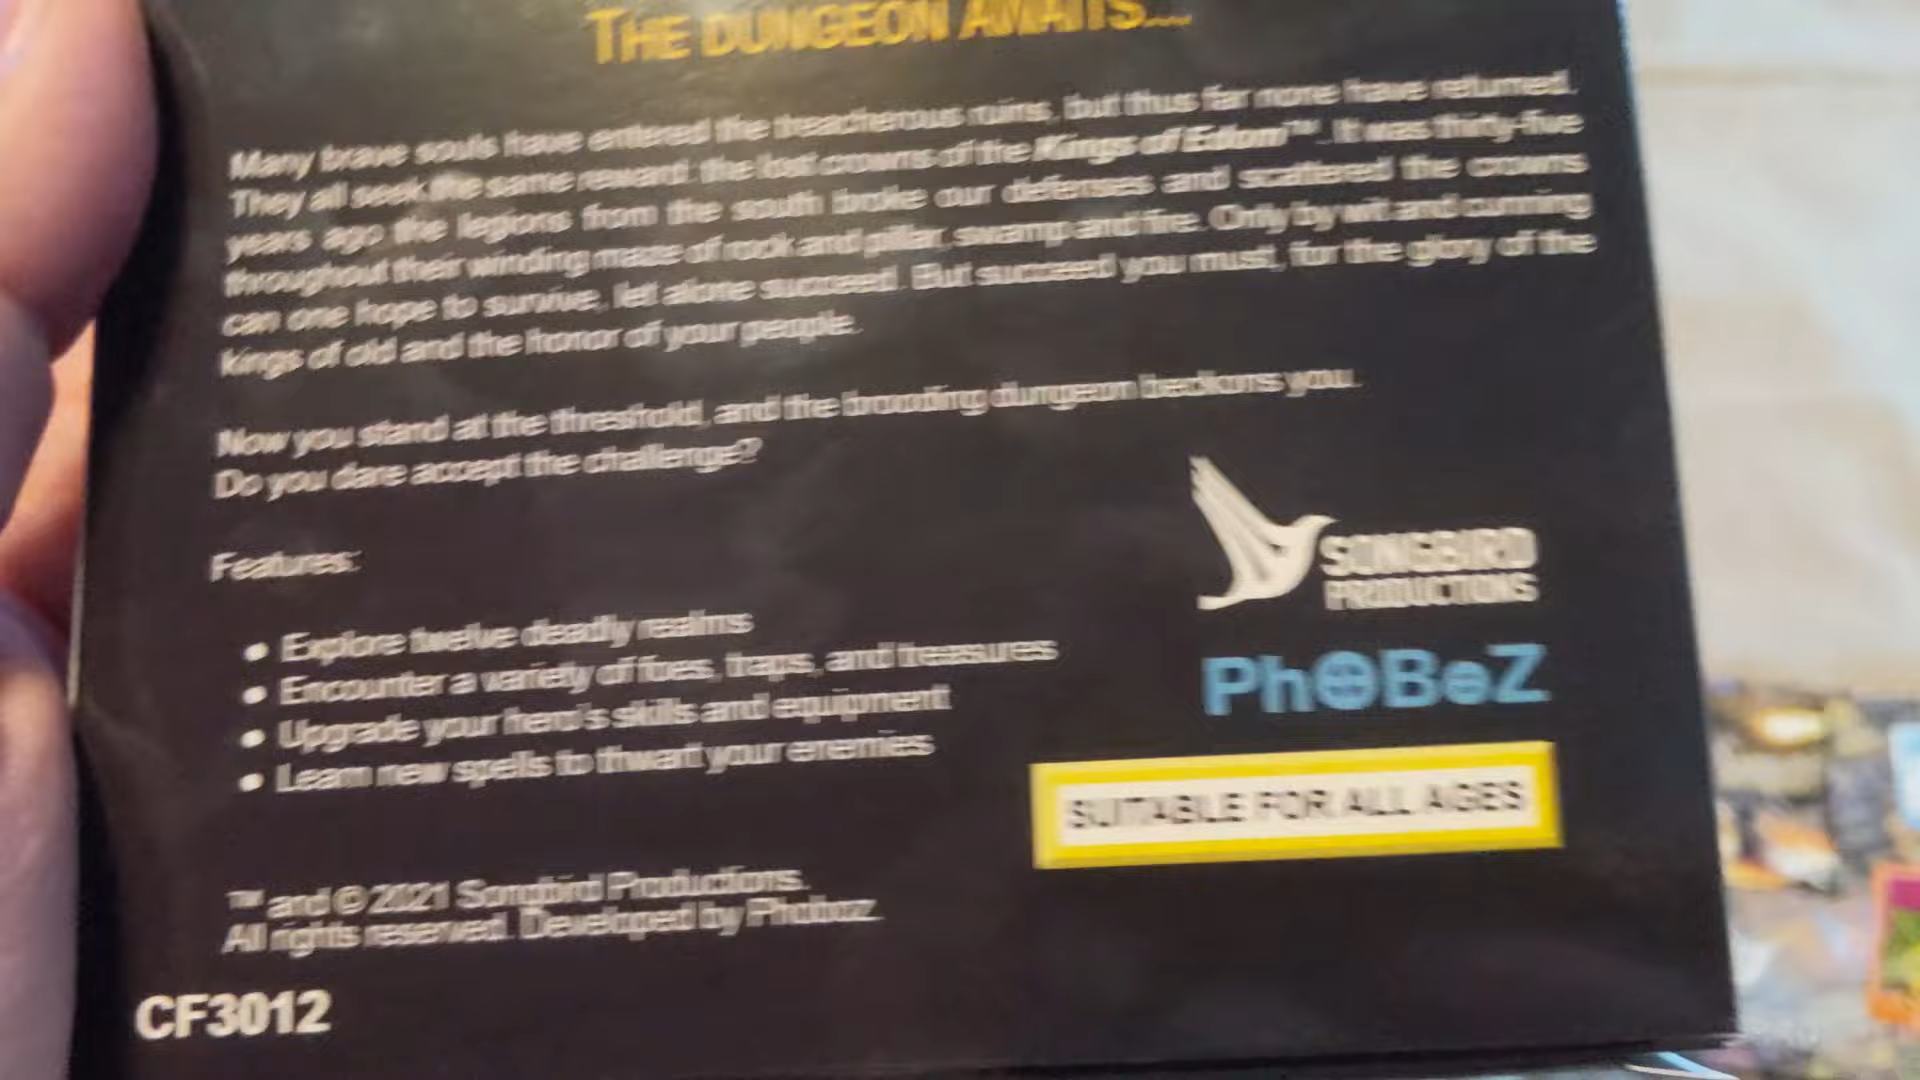 THE DUNGEON AWAITS...
Many brave souls have entered the treacherous ruins, but thus far none have returned.
They all seek the same reward: the lost crowns of the Kings of Edom™. It was thirty-five
years ago the legions from the south broke our defenses and scattered the crowns
throughout their winding maze of rock and pillar, swamp and fire. Only by wit and cunning
can one hope to survive, let alone succeed. But succeed you must, for the glory of the
kings of old and the honor of your people.
Now you stand at the threshold, and the brooding dungeon beckons you.
Do you dare accept the challenge?
Features:
• Explore twelve deadly realms
• Encounter a variety of foes, traps, and treasures
• Upgrade your hero's skills and equipment
• Learn new spells to thwart your enemies
SONGBIRD
PRODUCTIONS
PhOBoZ
SUITABLE FOR ALL AGES
™ and © 2021 Songbird Productions.
All rights reserved. Developed by Phoboz.
CF3012